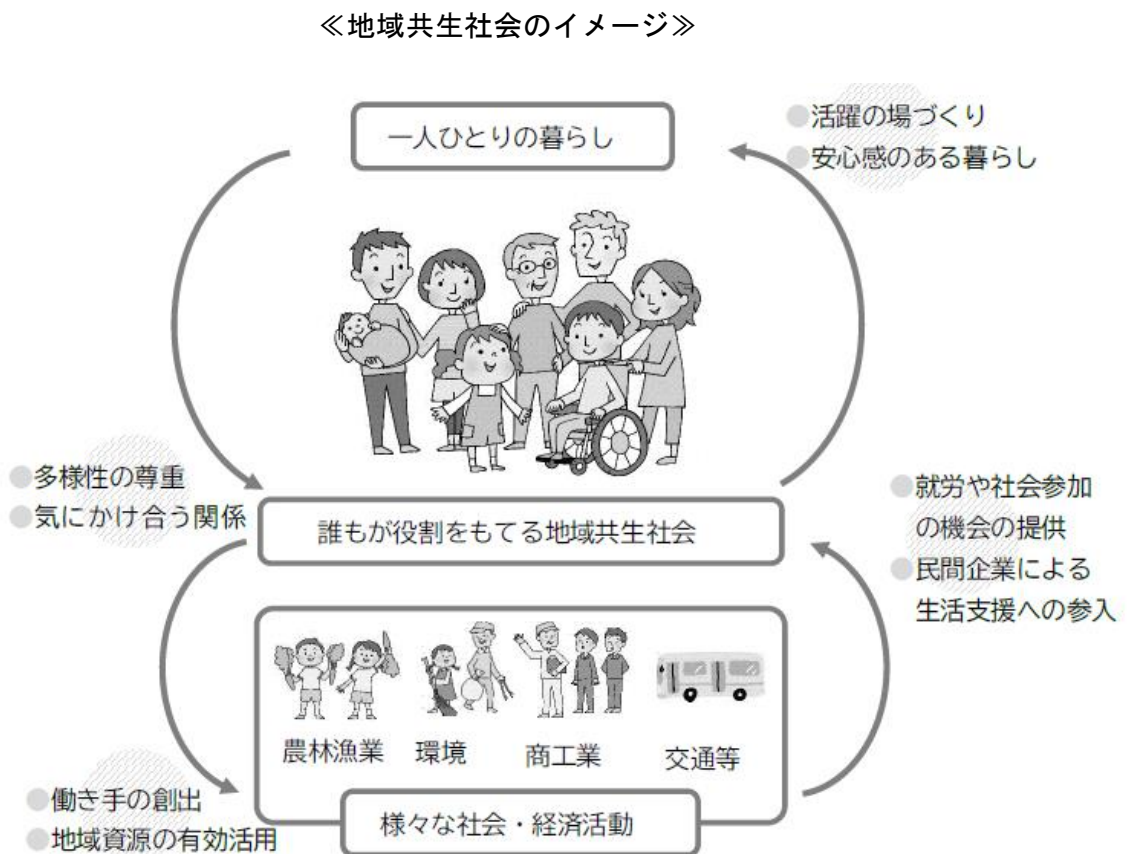 ≪地域共生社会のイメージ≫
一人ひとりの暮らし
●活躍の場づくり
●安心感のある暮らし
●多様性の尊重
●気にかけ合う関係
誰もが役割をもてる地域共生社会
●就労や社会参加
の機会の提供
●民間企業による
生活支援への参入
農林漁業
環境
商工業
交通等
様々な社会・経済活動
●働き手の創出
●地域資源の有効活用